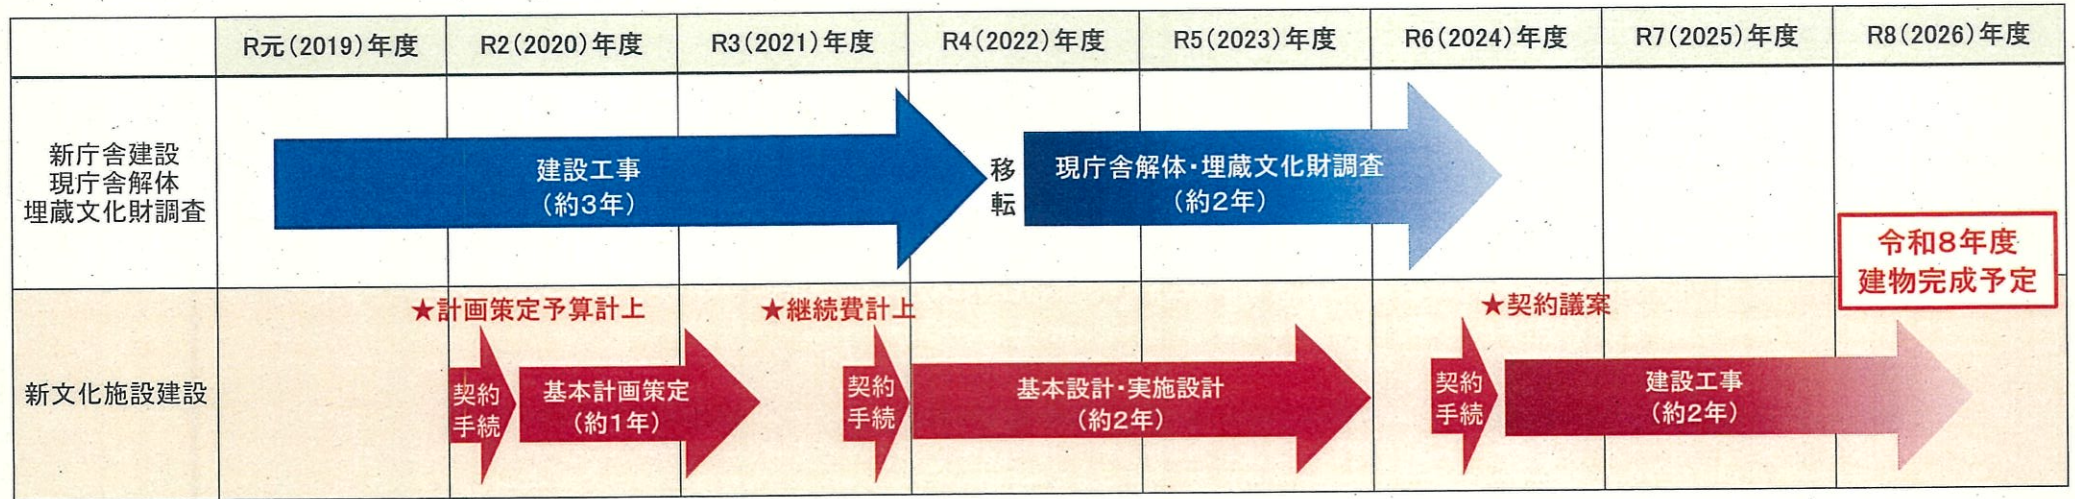 R元(2019)年度
R2(2020)年度
R3(2021)年度
R4(2022)年度
R5(2023)年度
R6(2024)年度
R7(2025)年度
R8(2026)年度
新庁舎建設
現庁舎解体
埋蔵文化財調査
建設工事
(約3年)
移
転
現庁舎解体・埋蔵文化財調査
(約2年)
令和8年度
建物完成予定
新文化施設建設
★計画策定予算計上
★継続費計上
★契約議案
契約
手続
基本計画策定
(約1年)
契約
手続
基本設計・実施設計
(約2年)
契約
手続
建設工事
(約2年)